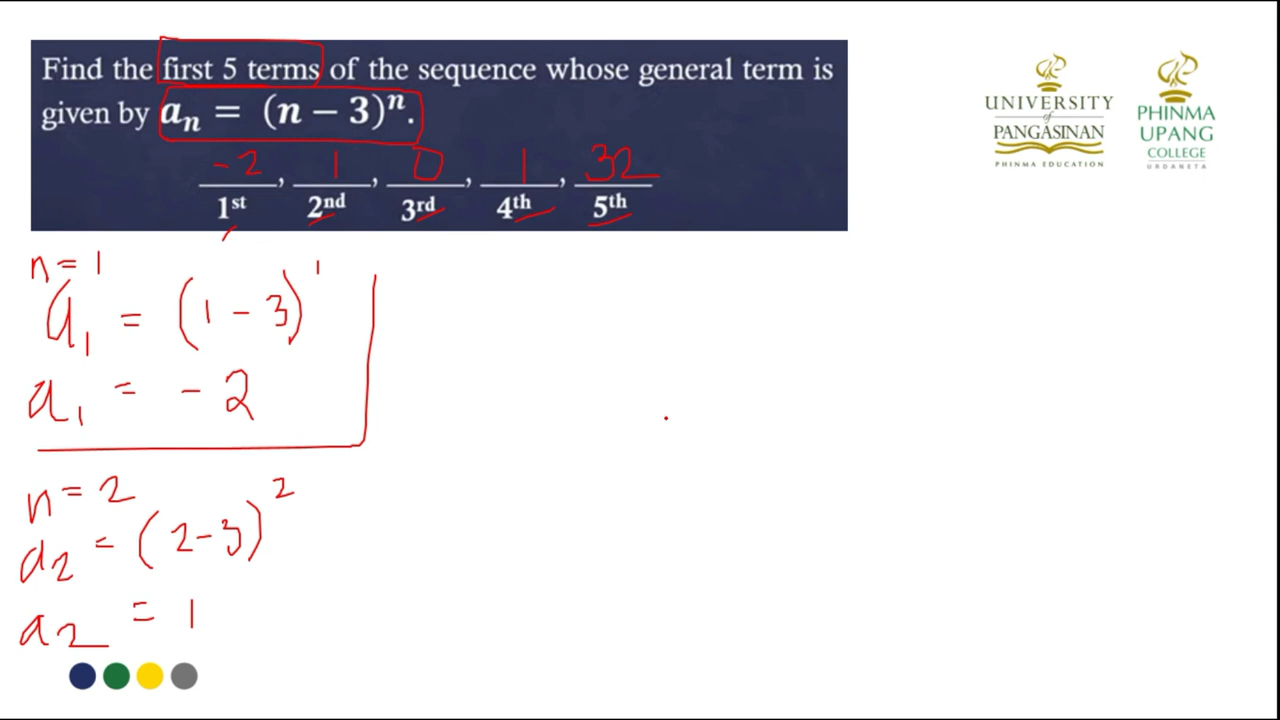 Find the first 5 terms of the sequence whose general term is
given by aₙ = (n − 3)ⁿ.
-2, 1, 0, 1, 32
1st 2nd 3rd 4th 5th
n = 1
a₁ = (1 - 3)¹
a₁ = - 2
n = 2
a₂ = (2-3)²
a₂ = 1
UNIVERSITY
of
PANGASINAN
PHINMA EDUCATION
PHINMA
UPANG
COLLEGE
URDANETA